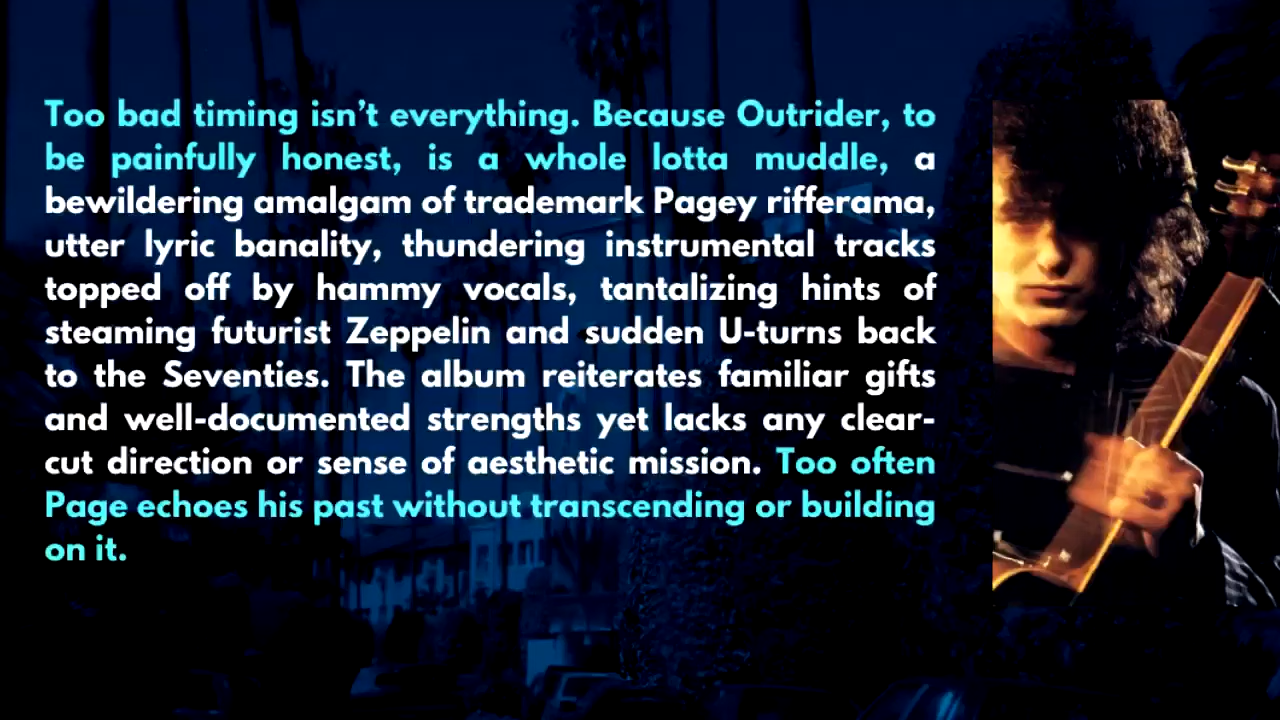 Too bad timing isn’t everything. Because Outrider, to
be painfully honest, is a whole lotta muddle, a
bewildering amalgam of trademark Pagey rifferama,
utter lyric banality, thundering instrumental tracks
topped off by hammy vocals, tantalizing hints of
steaming futurist Zeppelin and sudden U-turns back
to the Seventies. The album reiterates familiar gifts
and well-documented strengths yet lacks any clear-
cut direction or sense of aesthetic mission. Too often
Page echoes his past without transcending or building
on it.